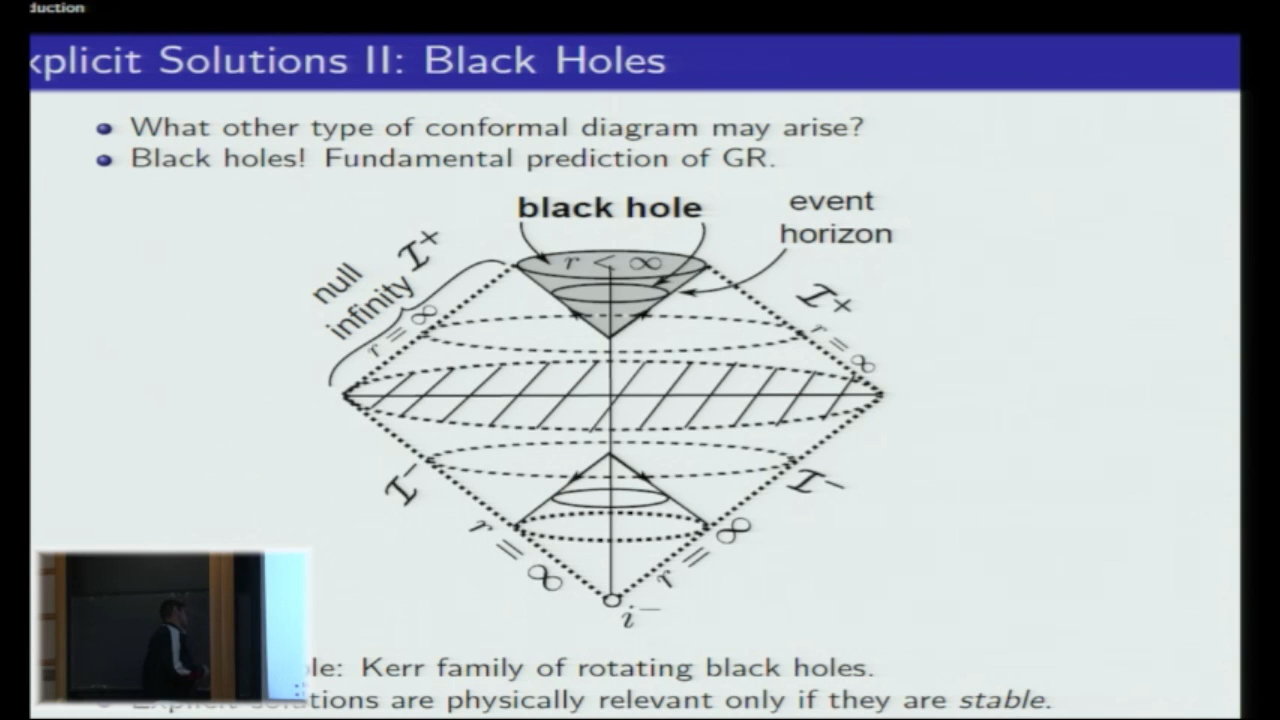 duction
xplicit Solutions II: Black Holes
What other type of conformal diagram may arise?
Black holes! Fundamental prediction of GR.
black hole
event
horizon
r < ∞
null
infinity I⁺
r = ∞
I⁺
r = ∞
I⁻
r = ∞
I⁻
r = ∞
i⁻
le: Kerr family of rotating black holes.
tions are physically relevant only if they are stable.